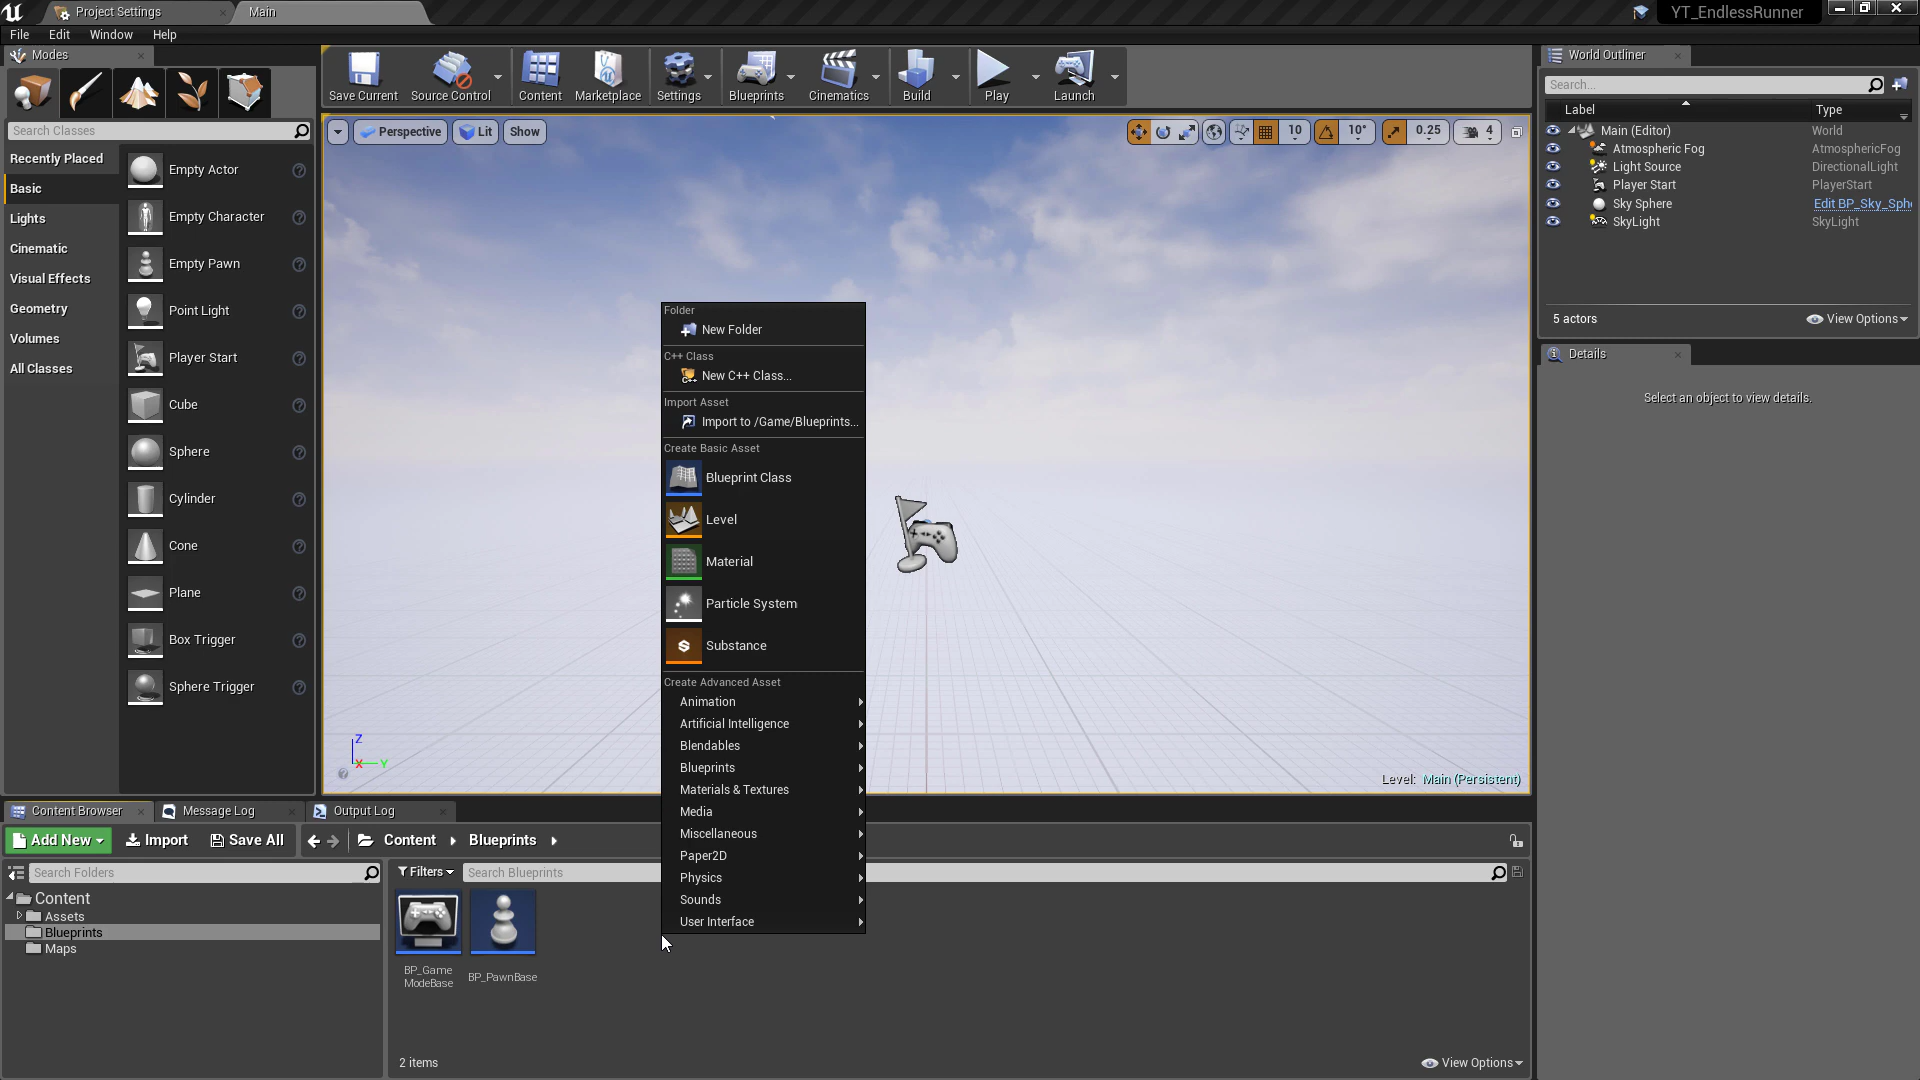 Project Settings
Main
YT_EndlessRunner
File Edit Window Help
Modes
Search Classes
Recently Placed
Basic
Lights
Cinematic
Visual Effects
Geometry
Volumes
All Classes
Empty Actor
Empty Character
Empty Pawn
Point Light
Player Start
Cube
Sphere
Cylinder
Cone
Plane
Box Trigger
Sphere Trigger
Save Current
Source Control
Content
Marketplace
Settings
Blueprints
Cinematics
Build
Play
Launch
Perspective
Lit
Show
10
10°
0.25
4
Folder
New Folder
C++ Class
New C++ Class...
Import Asset
Import to /Game/Blueprints...
Create Basic Asset
Blueprint Class
Level
Material
Particle System
Substance
Create Advanced Asset
Animation
Artificial Intelligence
Blendables
Blueprints
Materials & Textures
Media
Miscellaneous
Paper2D
Physics
Sounds
User Interface
Z
X
Y
Level: Main (Persistent)
World Outliner
Search...
Label Type
Main (Editor) World
Atmospheric Fog AtmosphericFog
Light Source DirectionalLight
Player Start PlayerStart
Sky Sphere Edit BP_Sky_Sph
SkyLight SkyLight
5 actors
View Options
Details
Select an object to view details.
Content Browser
Message Log
Output Log
Add New
Import
Save All
Content
Blueprints
Search Folders
Filters
Search Blueprints
Content
Assets
Blueprints
Maps
BP_Game
ModeBase
BP_PawnBase
2 items
View Options